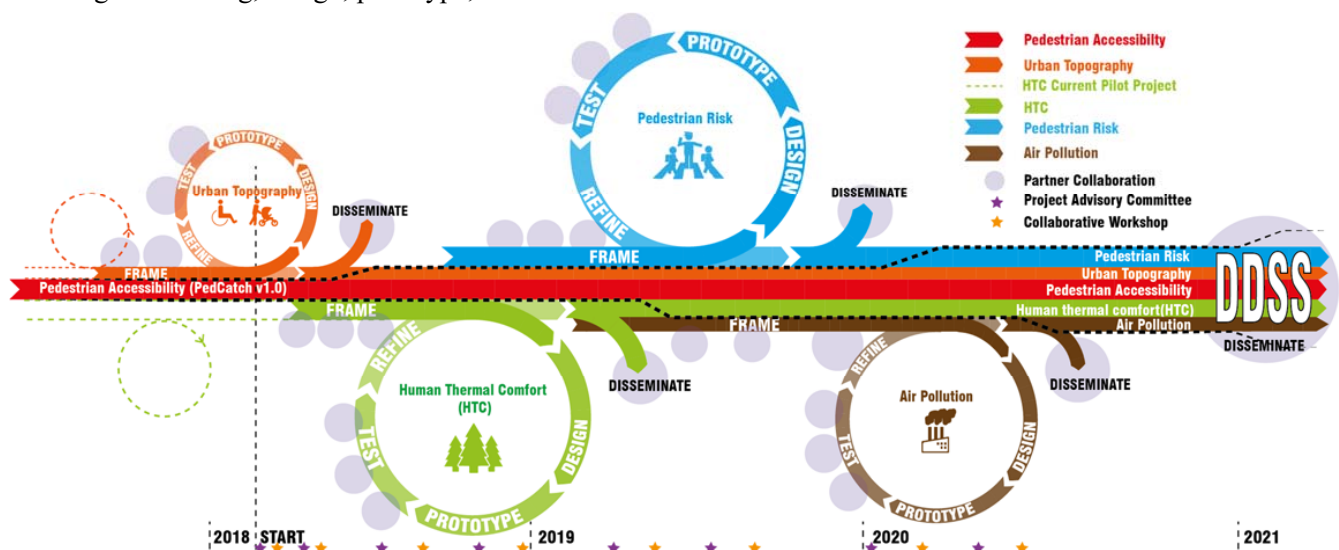 Pedestrian Accessibilty
Urban Topography
HTC Current Pilot Project
HTC
Pedestrian Risk
Air Pollution
Partner Collaboration
Project Advisory Committee
Collaborative Workshop
PROTOTYPE
TEST
DESIGN
REFINE
Pedestrian Risk
PROTOTYPE
TEST
DESIGN
REFINE
Urban Topography
DISSEMINATE
DISSEMINATE
FRAME
Pedestrian Risk
FRAME
Urban Topography
Pedestrian Accessibility (PedCatch v1.0)
Pedestrian Accessibility
FRAME
Human thermal comfort(HTC)
FRAME
Air Pollution
DDSS
DISSEMINATE
REFINE
TEST
DESIGN
PROTOTYPE
Human Thermal Comfort
(HTC)
DISSEMINATE
REFINE
TEST
DESIGN
PROTOTYPE
Air Pollution
DISSEMINATE
2018 START
2019
2020
2021